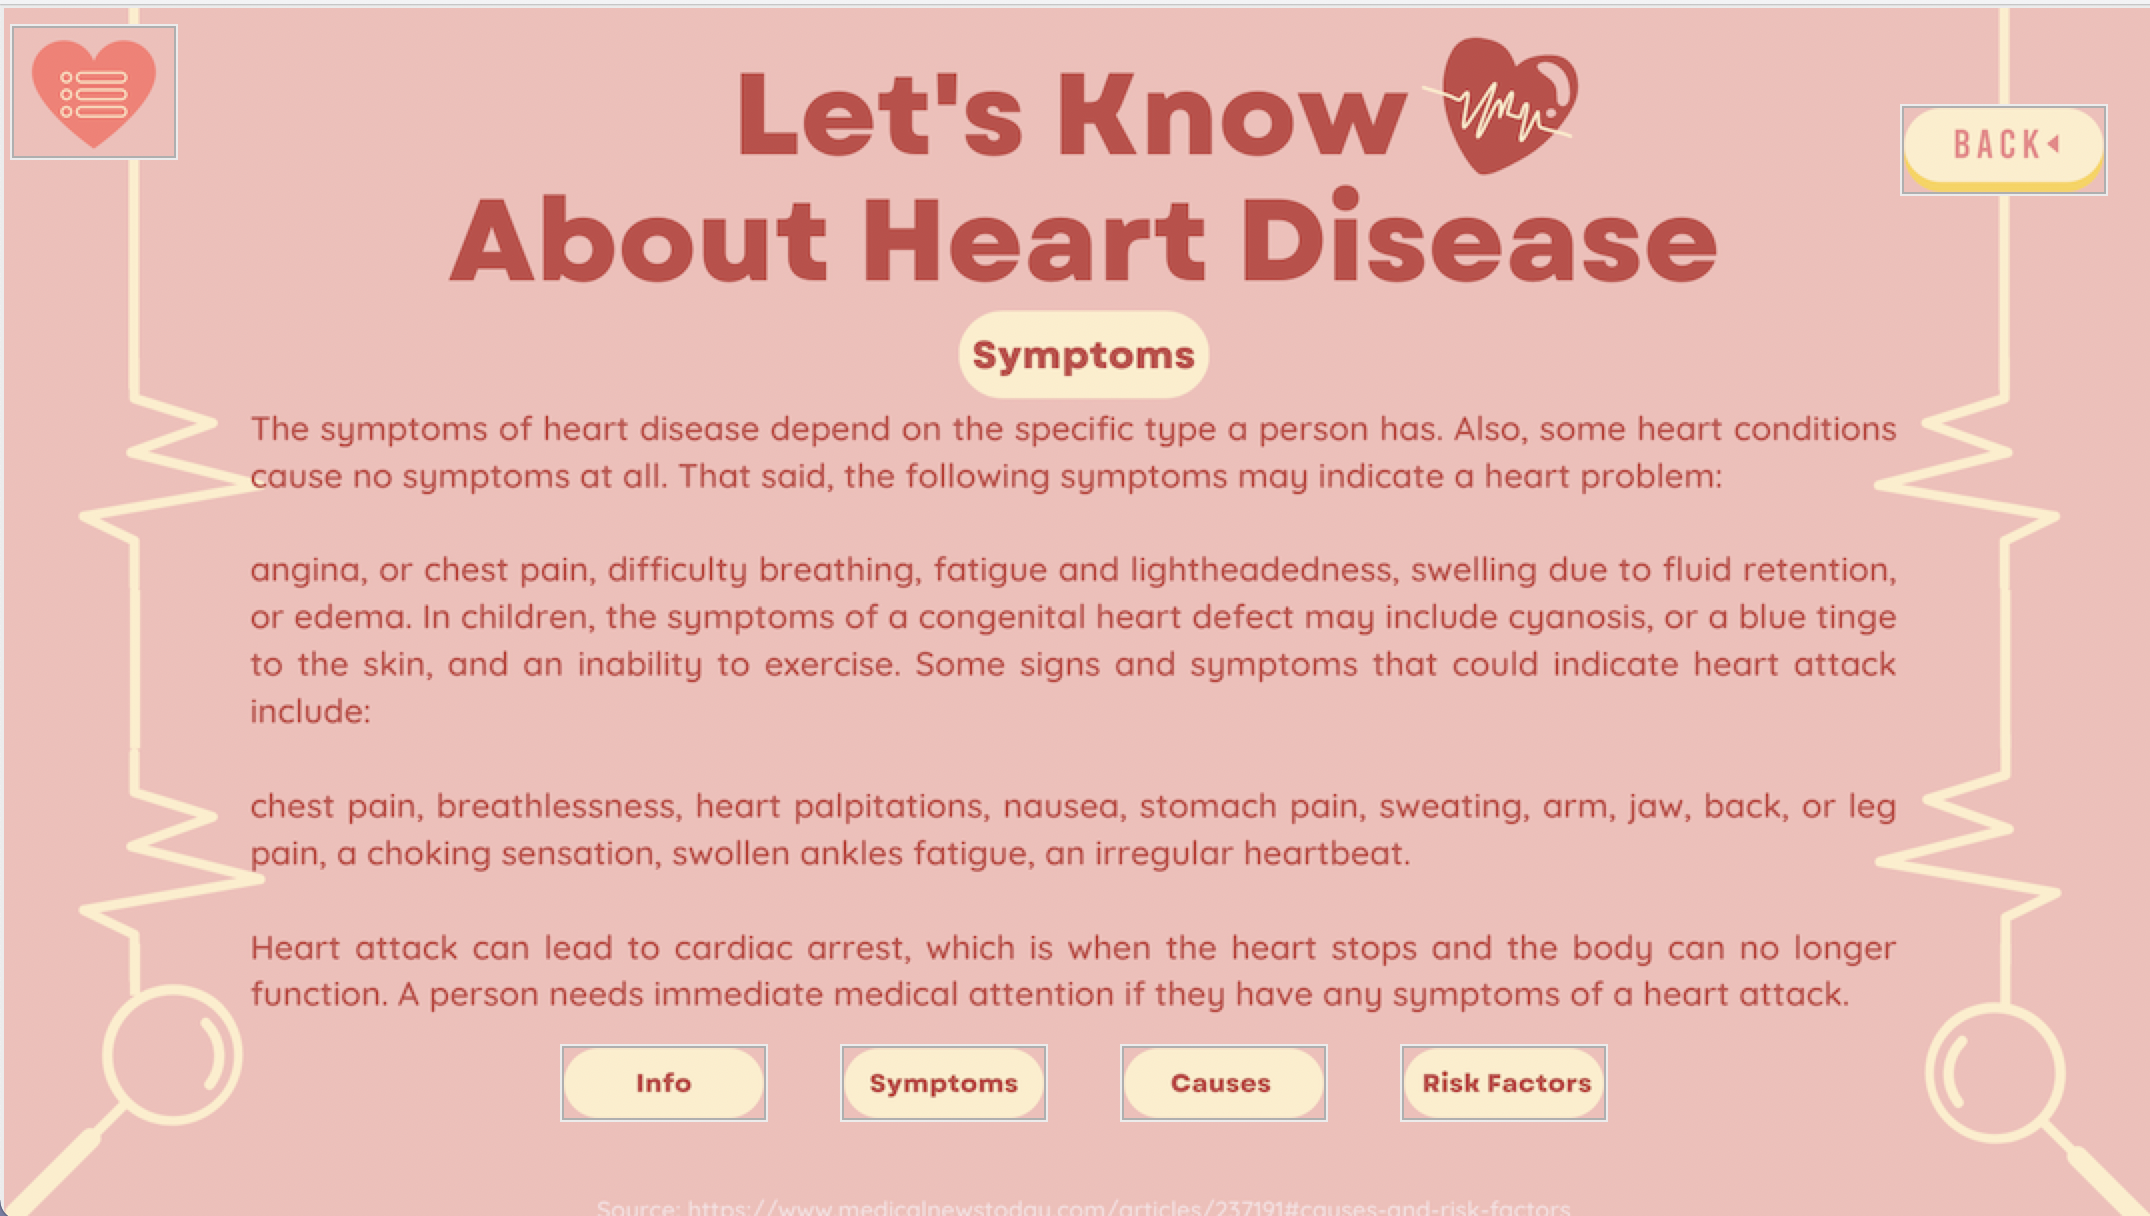 Let's Know
About Heart Disease
BACK
Symptoms
The symptoms of heart disease depend on the specific type a person has. Also, some heart conditions
cause no symptoms at all. That said, the following symptoms may indicate a heart problem:
angina, or chest pain, difficulty breathing, fatigue and lightheadedness, swelling due to fluid retention,
or edema. In children, the symptoms of a congenital heart defect may include cyanosis, or a blue tinge
to the skin, and an inability to exercise. Some signs and symptoms that could indicate heart attack
include:
chest pain, breathlessness, heart palpitations, nausea, stomach pain, sweating, arm, jaw, back, or leg
pain, a choking sensation, swollen ankles fatigue, an irregular heartbeat.
Heart attack can lead to cardiac arrest, which is when the heart stops and the body can no longer
function. A person needs immediate medical attention if they have any symptoms of a heart attack.
Info
Symptoms
Causes
Risk Factors
Source: https://www.medicalnewstoday.com/articles/237191#causes-and-risk-factors